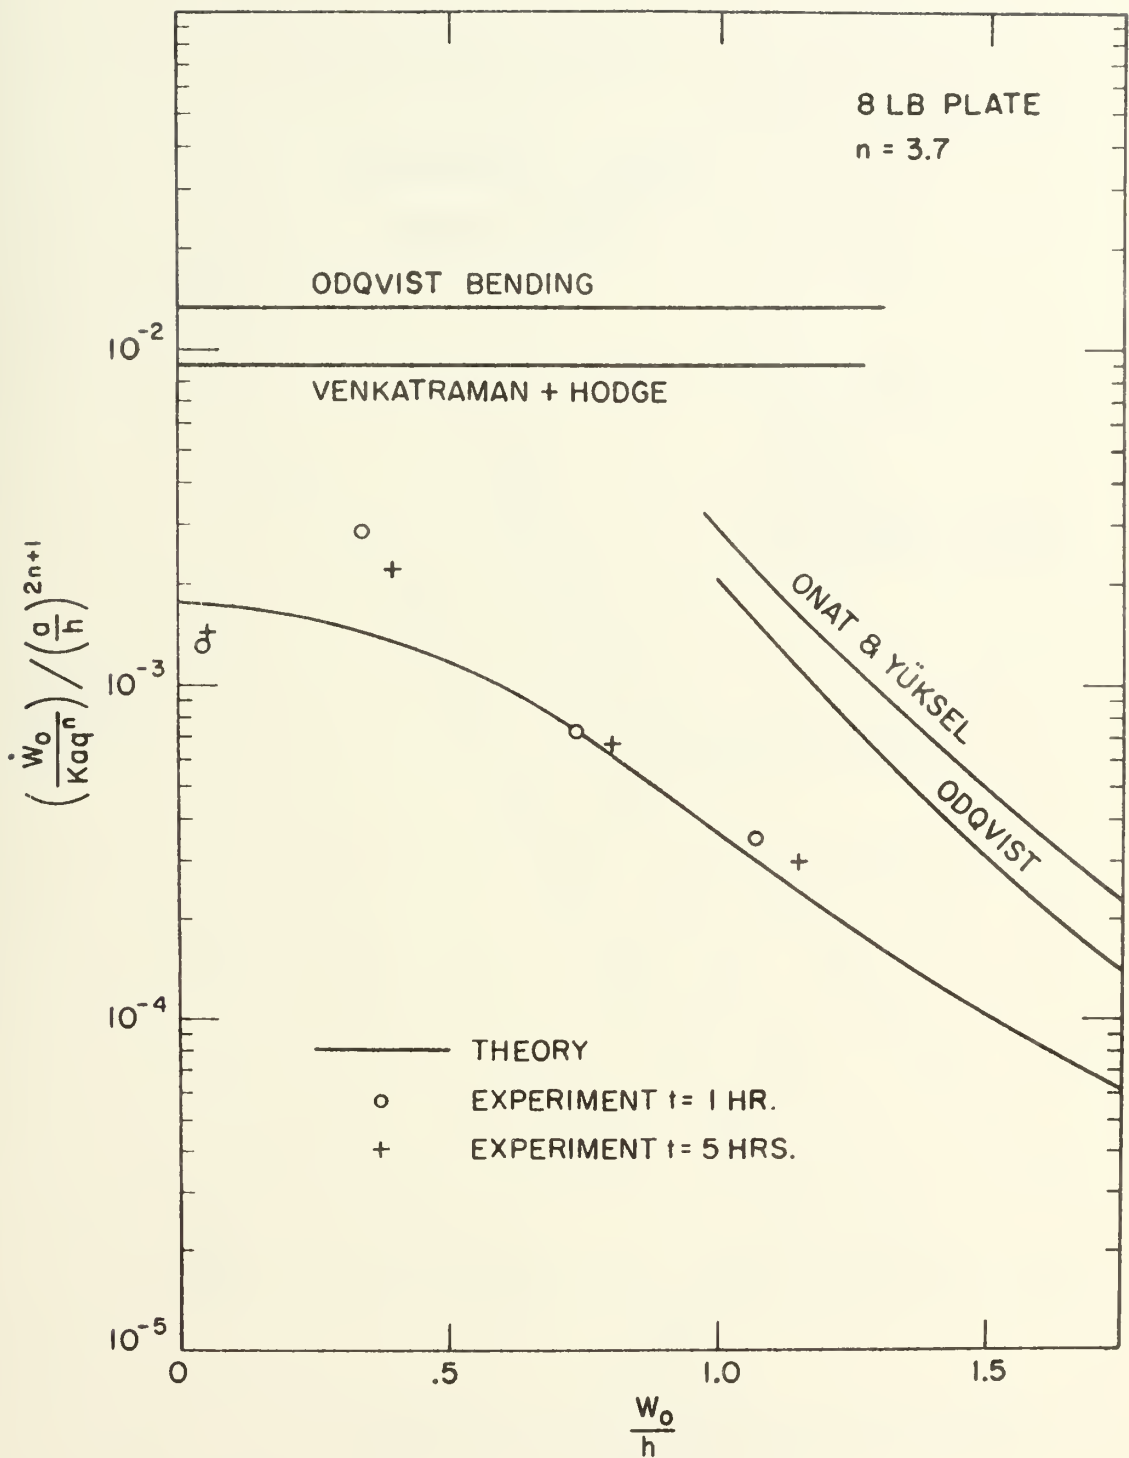 8 LB PLATE
n = 3.7
ODQVIST BENDING
10⁻²
VENKATRAMAN + HODGE
ONAT & YÜKSEL
ODQVIST
(Ẇ₀/Kaqⁿ)/(a/h)²ⁿ⁺¹
10⁻³
10⁻⁴
THEORY
EXPERIMENT t= 1 HR.
EXPERIMENT t= 5 HRS.
10⁻⁵
0 .5 1.0 1.5
W₀/h